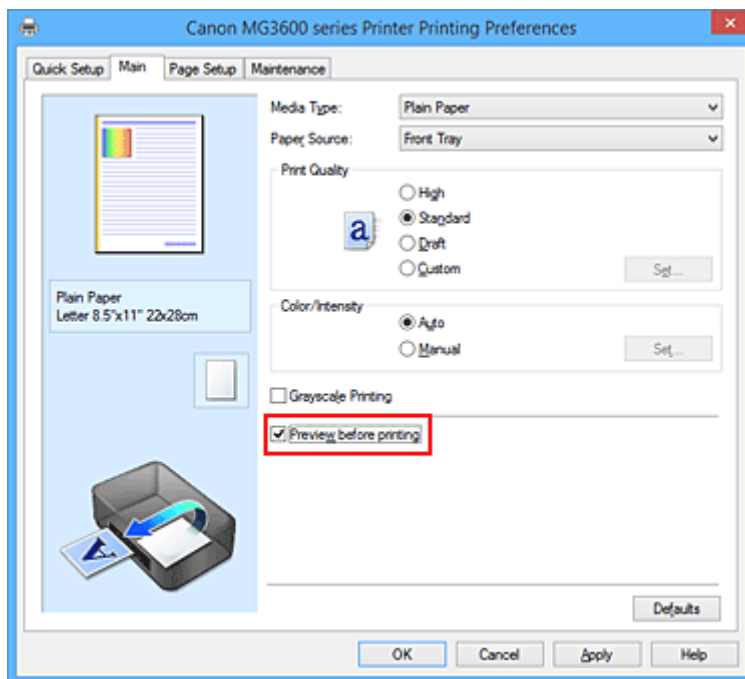 Canon MG3600 series Printer Printing Preferences
Quick Setup Main Page Setup Maintenance
Media Type: Plain Paper
Paper Source: Front Tray
Print Quality
High
a Standard
Draft
Custom Set...
Plain Paper
Letter 8.5"x11" 22x28cm
Color/Intensity
Auto
Manual Set...
Grayscale Printing
Preview before printing
A
Defaults
OK Cancel Apply Help